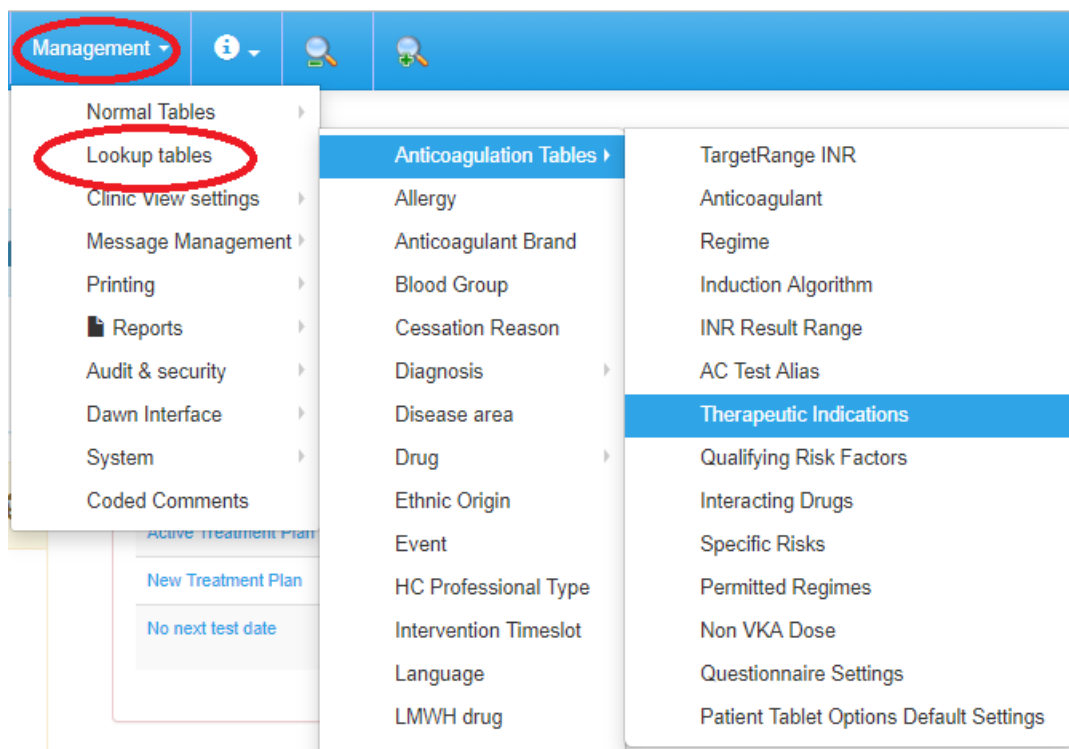 Management
Normal Tables
Lookup tables
Clinic View settings
Message Management
Printing
Reports
Audit & security
Dawn Interface
System
Coded Comments
Active Treatment Plan
New Treatment Plan
No next test date
Anticoagulation Tables
Allergy
Anticoagulant Brand
Blood Group
Cessation Reason
Diagnosis
Disease area
Drug
Ethnic Origin
Event
HC Professional Type
Intervention Timeslot
Language
LMWH drug
TargetRange INR
Anticoagulant
Regime
Induction Algorithm
INR Result Range
AC Test Alias
Therapeutic Indications
Qualifying Risk Factors
Interacting Drugs
Specific Risks
Permitted Regimes
Non VKA Dose
Questionnaire Settings
Patient Tablet Options Default Settings